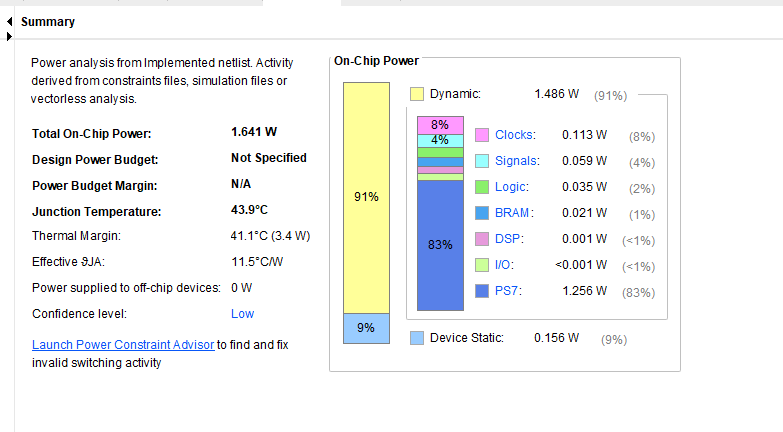 Summary
Power analysis from Implemented netlist. Activity
derived from constraints files, simulation files or
vectorless analysis.
Total On-Chip Power: 1.641 W
Design Power Budget: Not Specified
Power Budget Margin: N/A
Junction Temperature: 43.9°C
Thermal Margin: 41.1°C (3.4 W)
Effective ϑJA: 11.5°C/W
Power supplied to off-chip devices: 0 W
Confidence level: Low
Launch Power Constraint Advisor to find and fix
invalid switching activity
On-Chip Power
91%
9%
Dynamic: 1.486 W (91%)
8%
4%
83%
Clocks: 0.113 W (8%)
Signals: 0.059 W (4%)
Logic: 0.035 W (2%)
BRAM: 0.021 W (1%)
DSP: 0.001 W (<1%)
I/O: <0.001 W (<1%)
PS7: 1.256 W (83%)
Device Static: 0.156 W (9%)